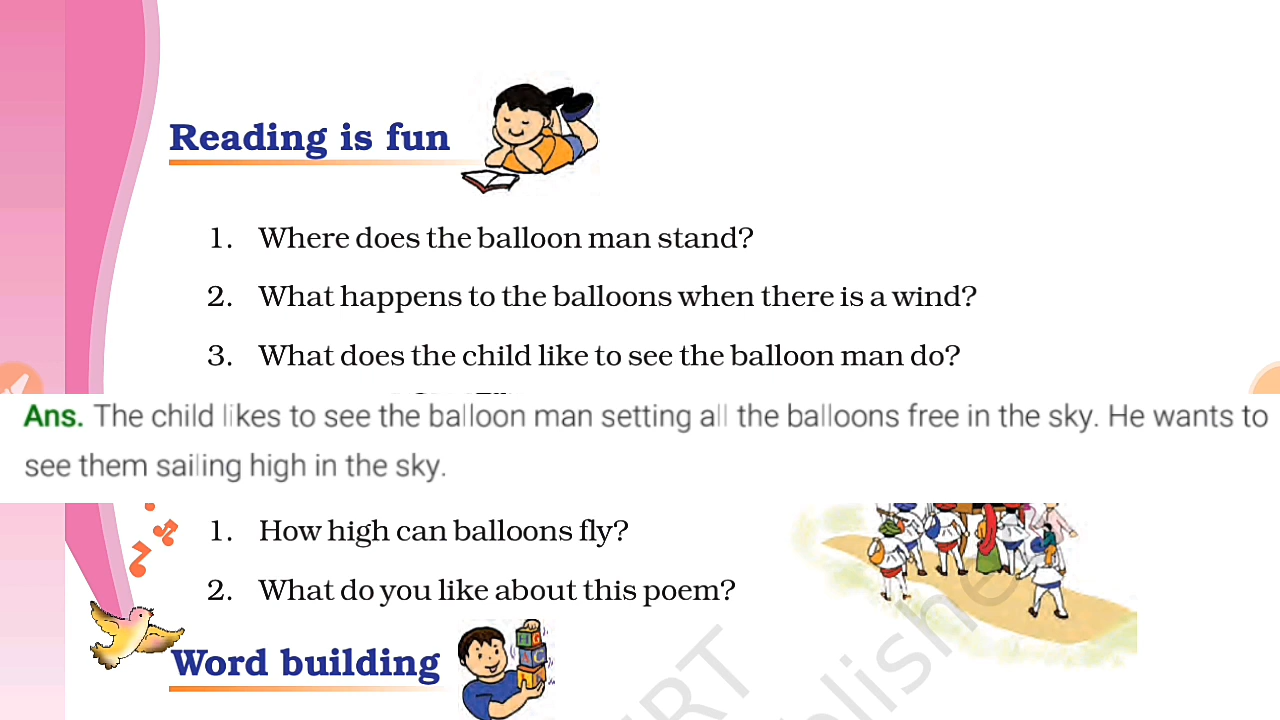 Reading is fun
1. Where does the balloon man stand?
2. What happens to the balloons when there is a wind?
3. What does the child like to see the balloon man do?
Ans. The child likes to see the balloon man setting all the balloons free in the sky. He wants to
see them sailing high in the sky.
1. How high can balloons fly?
2. What do you like about this poem?
Word building